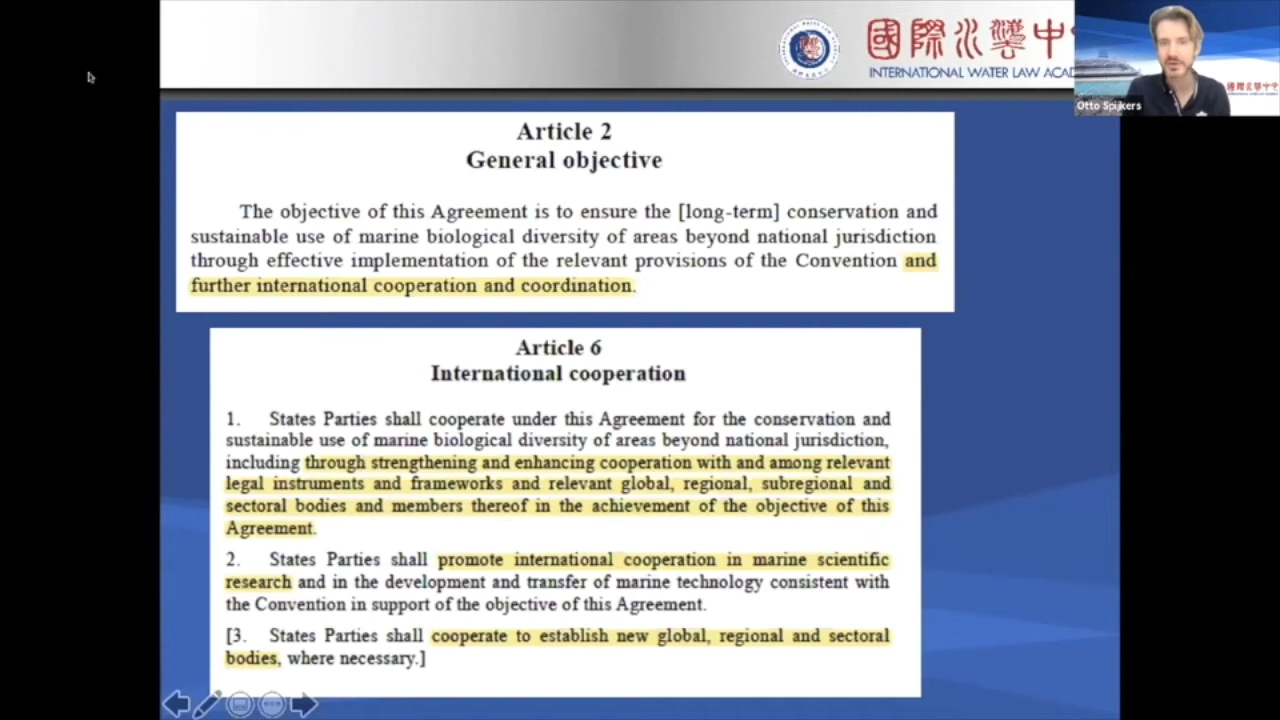 國際水灋中
INTERNATIONAL WATER LAW ACAD
Otto Spijkers
Article 2
General objective
The objective of this Agreement is to ensure the [long-term] conservation and
sustainable use of marine biological diversity of areas beyond national jurisdiction
through effective implementation of the relevant provisions of the Convention and
further international cooperation and coordination.
Article 6
International cooperation
1. States Parties shall cooperate under this Agreement for the conservation and
sustainable use of marine biological diversity of areas beyond national jurisdiction,
including through strengthening and enhancing cooperation with and among relevant
legal instruments and frameworks and relevant global, regional, subregional and
sectoral bodies and members thereof in the achievement of the objective of this
Agreement.
2. States Parties shall promote international cooperation in marine scientific
research and in the development and transfer of marine technology consistent with
the Convention in support of the objective of this Agreement.
[3. States Parties shall cooperate to establish new global, regional and sectoral
bodies, where necessary.]